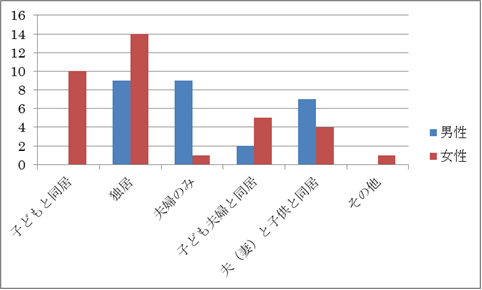 16
14
12
10
8
6
4
2
0
子どもと同居
独居
夫婦のみ
子ども夫婦と同居
夫（妻）と子供と同居
その他
男性
女性